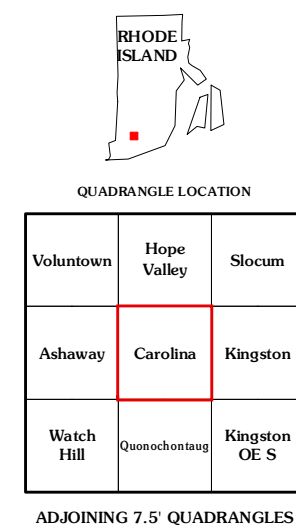 RHODE
ISLAND
QUADRANGLE LOCATION
Voluntown
Hope
Valley
Slocum
Ashaway
Carolina
Kingston
Watch
Hill
Quonochontaug
Kingston
OE S
ADJOINING 7.5' QUADRANGLES